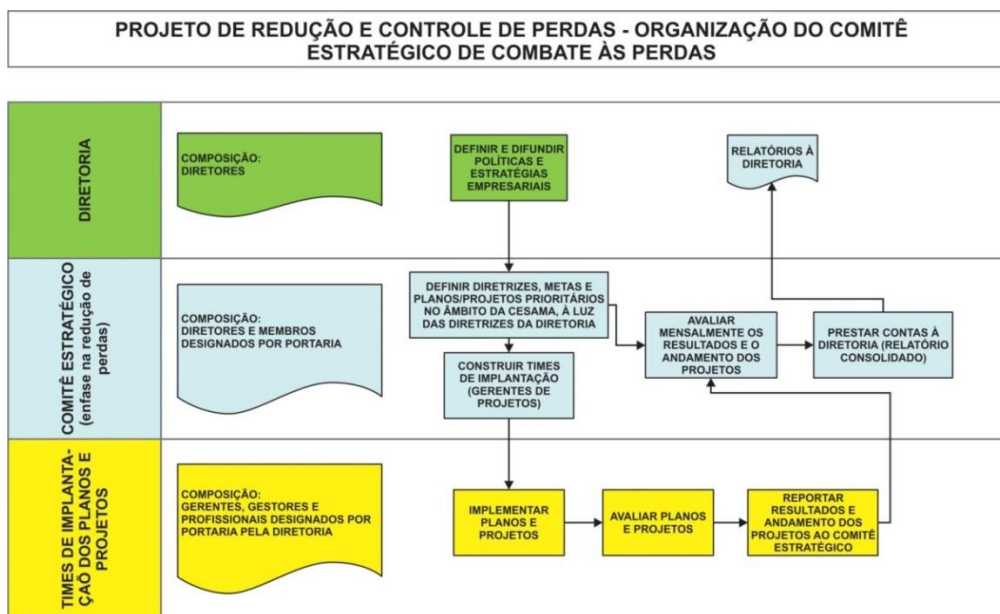 PROJETO DE REDUÇÃO E CONTROLE DE PERDAS - ORGANIZAÇÃO DO COMITÊ
ESTRATÉGICO DE COMBATE ÀS PERDAS
DIRETORIA
COMPOSIÇÃO:
DIRETORES
DEFINIR E DIFUNDIR
POLÍTICAS E
ESTRATÉGIAS
EMPRESARIAIS
RELATÓRIOS À
DIRETORIA
COMITÊ ESTRATÉGICO
(enfase na redução de
perdas)
COMPOSIÇÃO:
DIRETORES E MEMBROS
DESIGNADOS POR PORTARIA
DEFINIR DIRETRIZES, METAS E
PLANOS/PROJETOS PRIORITÁRIOS
NO ÂMBITO DA CESAMA, À LUZ
DAS DIRETRIZES DA DIRETORIA
CONSTRUIR TIMES
DE IMPLANTAÇÃO
(GERENTES DE
PROJETOS)
AVALIAR
MENSALMENTE OS
RESULTADOS E O
ANDAMENTO DOS
PROJETOS
PRESTAR CONTAS À
DIRETORIA (RELATÓRIO
CONSOLIDADO)
TIMES DE IMPLANTA-
ÇAÕ DOS PLANOS E
PROJETOS
COMPOSIÇÃO:
GERENTES, GESTORES E
PROFISSIONAIS DESIGNADOS POR
PORTARIA PELA DIRETORIA
IMPLEMENTAR
PLANOS E
PROJETOS
AVALIAR PLANOS
E PROJETOS
REPORTAR
RESULTADOS E
ANDAMENTO DOS
PROJETOS AO COMITÊ
ESTRATÉGICO